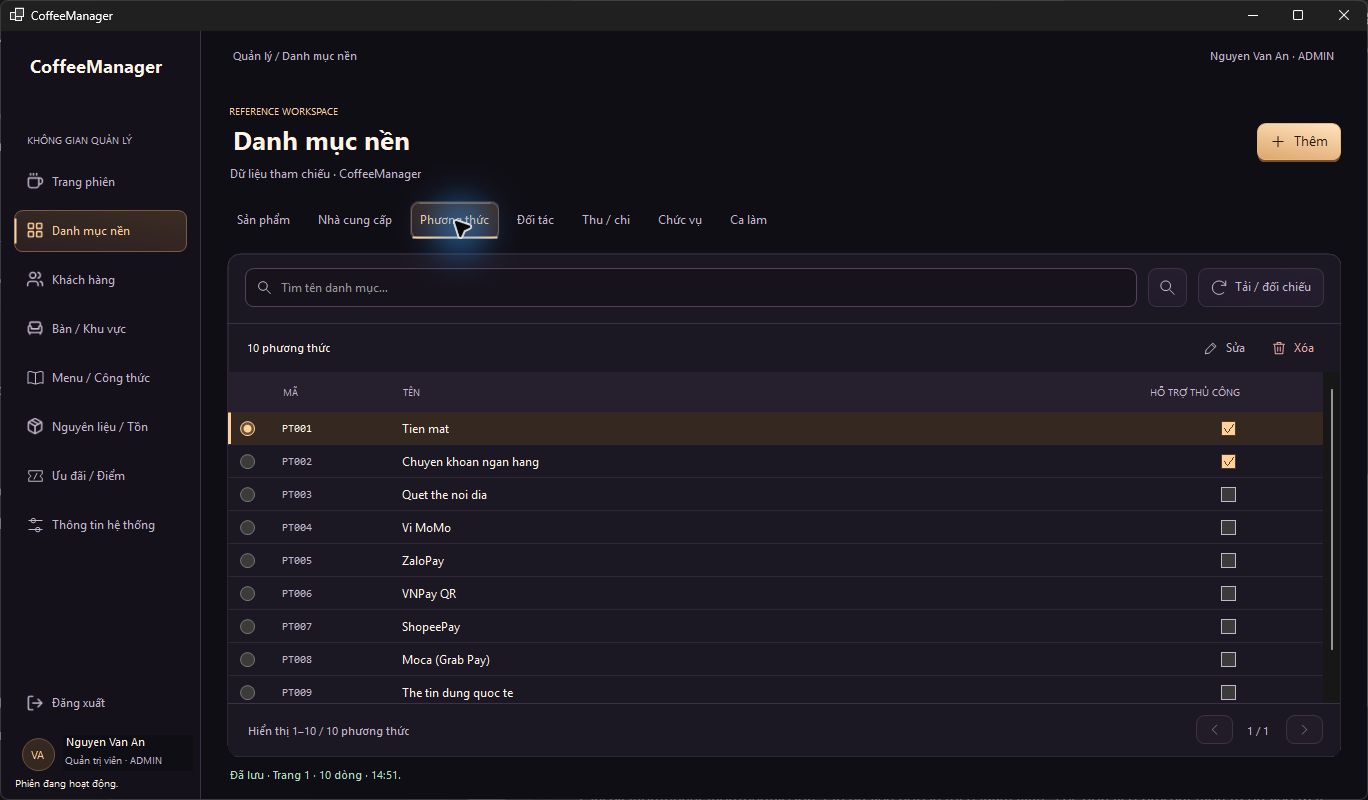 CoffeeManager
CoffeeManager
KHÔNG GIAN QUẢN LÝ
Trang phiên
Danh mục nền
Khách hàng
Bàn / Khu vực
Menu / Công thức
Nguyên liệu / Tồn
Ưu đãi / Điểm
Thông tin hệ thống
Đăng xuất
VA
Nguyen Van An
Quản trị viên · ADMIN
Phiên đang hoạt động.
Quản lý / Danh mục nền
Nguyen Van An · ADMIN
REFERENCE WORKSPACE
Danh mục nền
Thêm
Dữ liệu tham chiếu · CoffeeManager
Sản phẩm Nhà cung cấp Phương thức Đối tác Thu / chi Chức vụ Ca làm
Tìm tên danh mục...
Tải / đối chiếu
10 phương thức
Sửa Xóa
MÃ TÊN HỖ TRỢ THỦ CÔNG
PT001 Tien mat
PT002 Chuyen khoan ngan hang
PT003 Quet the noi dia
PT004 Vi MoMo
PT005 ZaloPay
PT006 VNPay QR
PT007 ShopeePay
PT008 Moca (Grab Pay)
PT009 The tin dung quoc te
Hiển thị 1–10 / 10 phương thức
1 / 1
Đã lưu · Trang 1 · 10 dòng · 14:51.